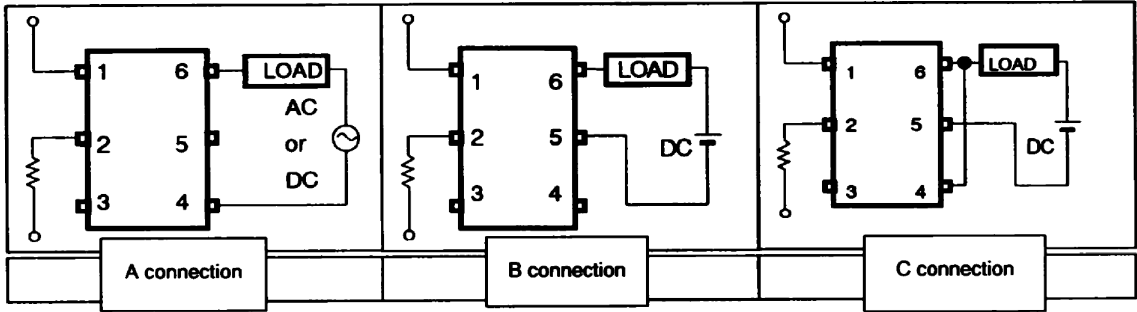 1 6 LOAD
AC
2 5 or
DC
3 4
A connection
1 6 LOAD
2 5 DC
3 4
B connection
1 6 LOAD
2 5 DC
3 4
C connection